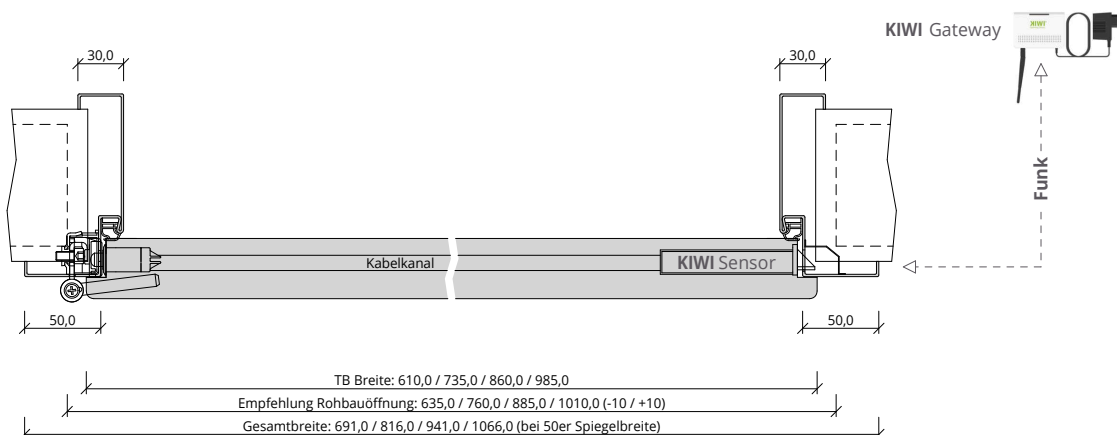 KIWI Gateway
KIWI
30,0
30,0
Funk
Kabelkanal
KIWI Sensor
50,0
50,0
TB Breite: 610,0 / 735,0 / 860,0 / 985,0
Empfehlung Rohbauöffnung: 635,0 / 760,0 / 885,0 / 1010,0 (-10 / +10)
Gesamtbreite: 691,0 / 816,0 / 941,0 / 1066,0 (bei 50er Spiegelbreite)